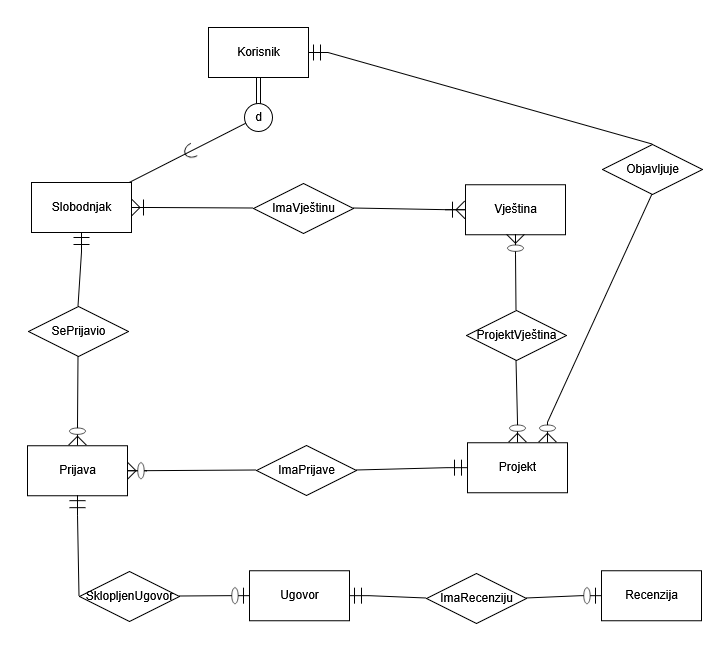 Korisnik
d
Objavljuje
Slobodnjak
ImaVještinu
Vještina
SePrijavio
ProjektVještina
Prijava
ImaPrijave
Projekt
SklopljenUgovor
Ugovor
ImaRecenziju
Recenzija